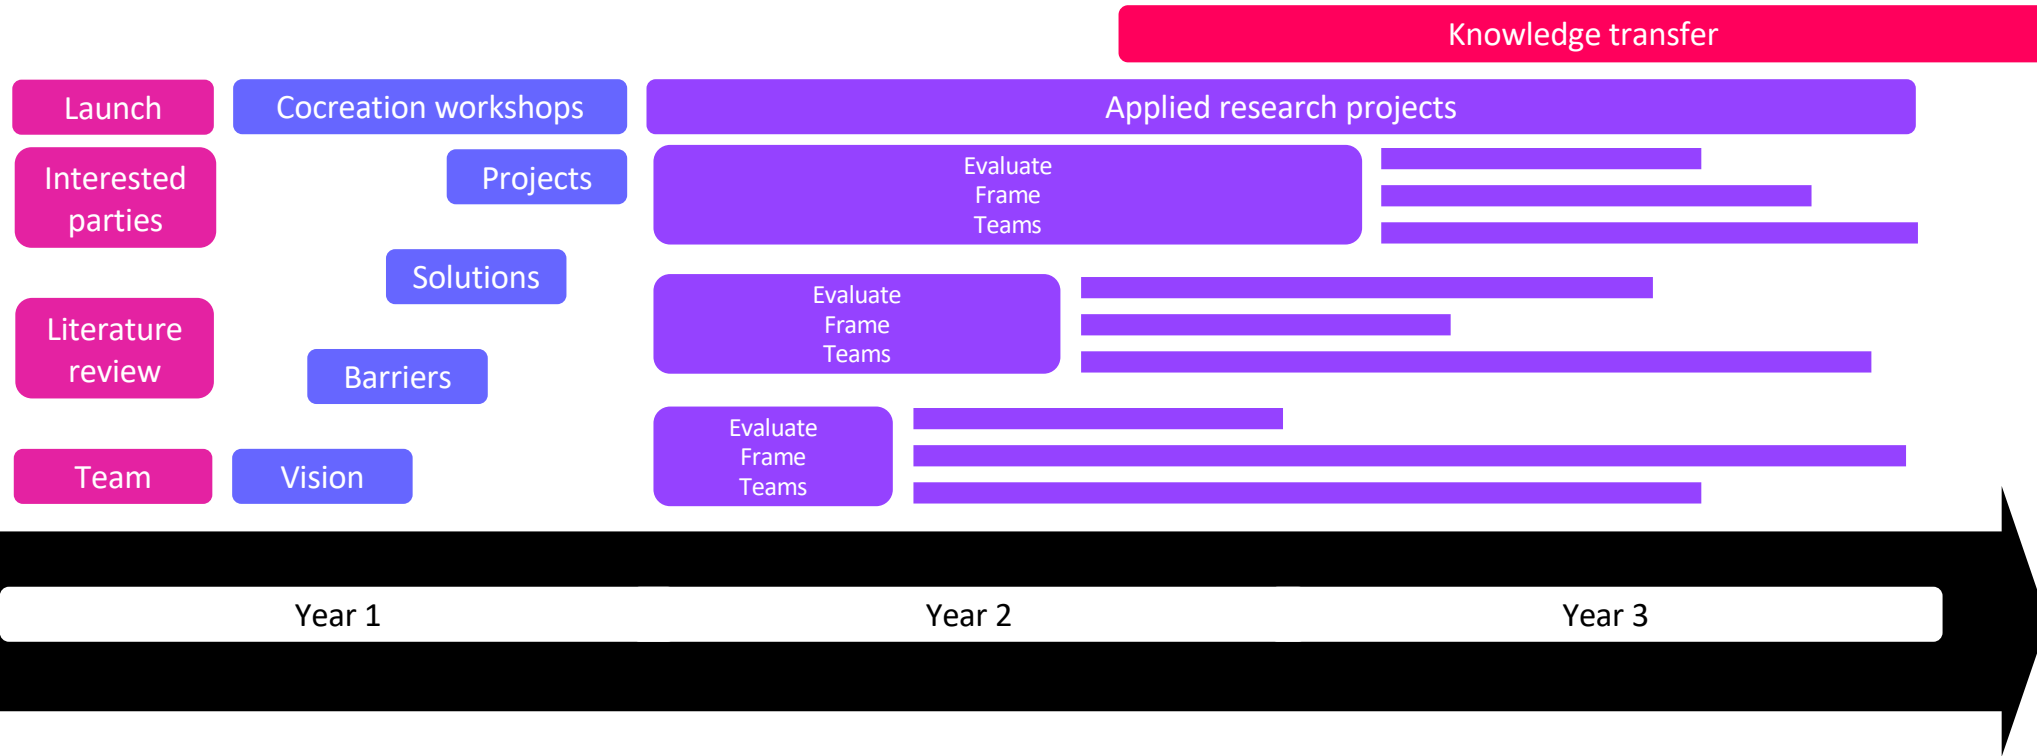 Knowledge transfer
Launch
Cocreation workshops
Applied research projects
Interested
parties
Projects
Evaluate
Frame
Teams
Solutions
Literature
review
Evaluate
Frame
Teams
Barriers
Team
Vision
Evaluate
Frame
Teams
Year 1
Year 2
Year 3